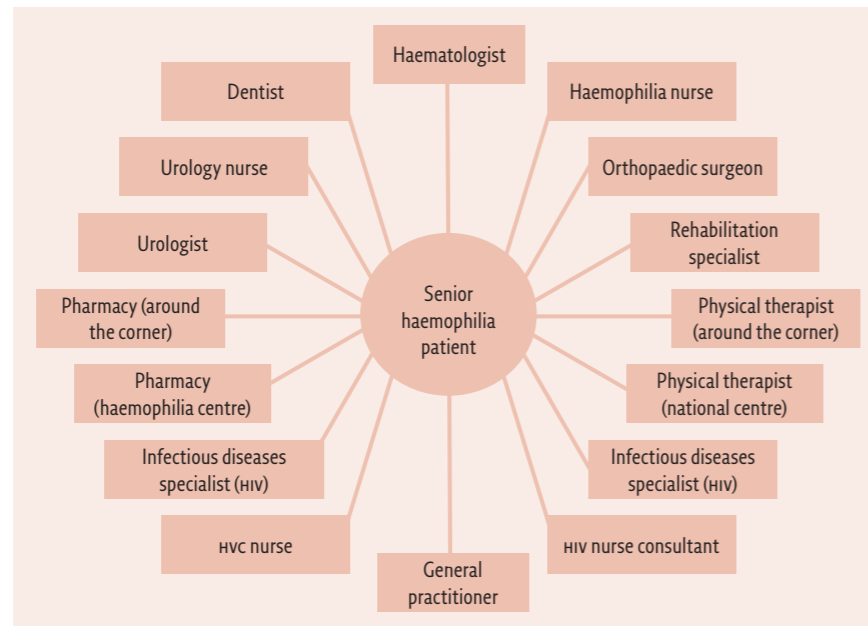 Haematologist
Dentist
Haemophilia nurse
Urology nurse
Orthopaedic surgeon
Urologist
Rehabilitation
specialist
Senior
haemophilia
patient
Pharmacy (around
the corner)
Physical therapist
(around the corner)
Pharmacy
(haemophilia centre)
Physical therapist
(national centre)
Infectious diseases
specialist (HIV)
Infectious diseases
specialist (HIV)
HVC nurse
HIV nurse consultant
General
practitioner